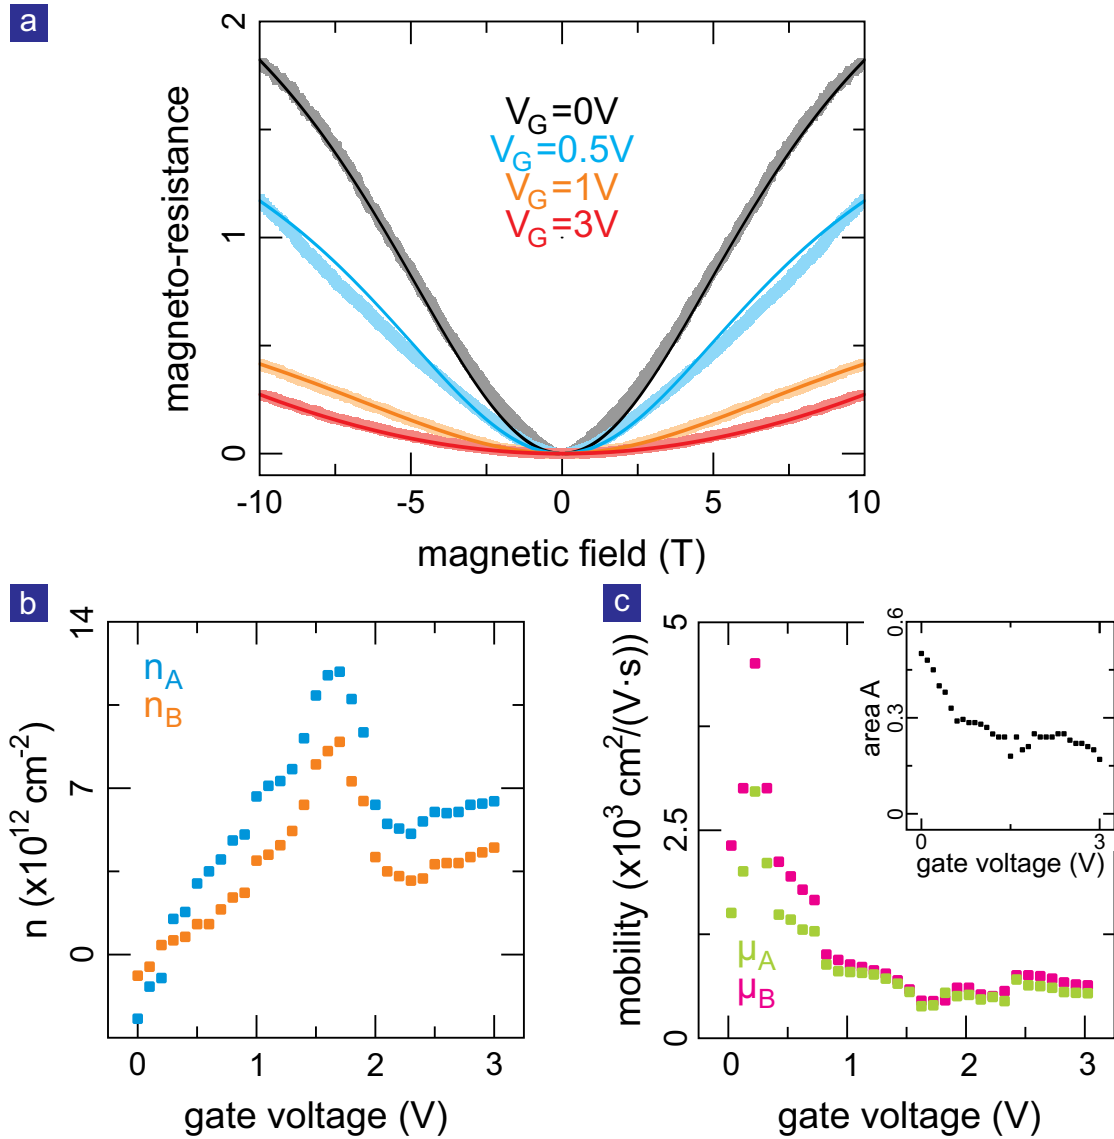 a
2
1
0
magneto-resistance
V_G=0V
V_G=0.5V
V_G=1V
V_G=3V
-10 -5 0 5 10
magnetic field (T)
b
14
7
0
n (x10^12 cm^-2)
n_A
n_B
0 1 2 3
gate voltage (V)
c
5
2.5
0
mobility (x10^3 cm^2/(V·s))
μ_A
μ_B
0 1 2 3
gate voltage (V)
0.6
0.3
0
area A
0 3
gate voltage (V)